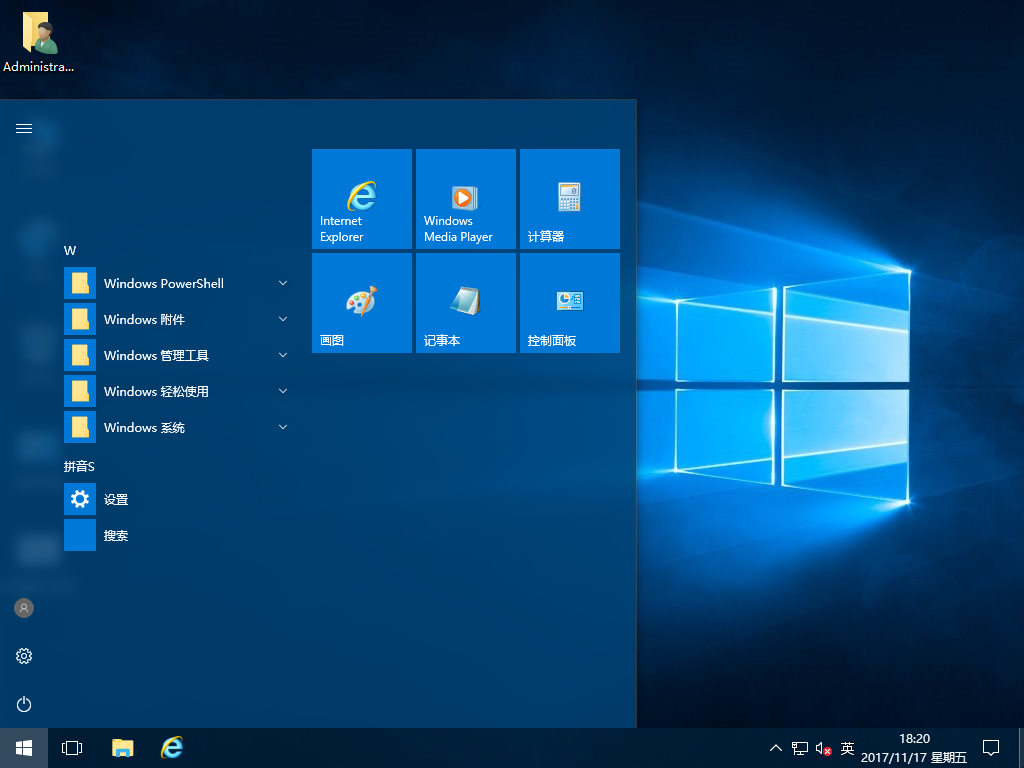 Administra...
Internet
Explorer
Windows
Media Player
计算器
画图
记事本
控制面板
W
Windows PowerShell
Windows 附件
Windows 管理工具
Windows 轻松使用
Windows 系统
拼音S
设置
搜索
英
18:20
2017/11/17 星期五